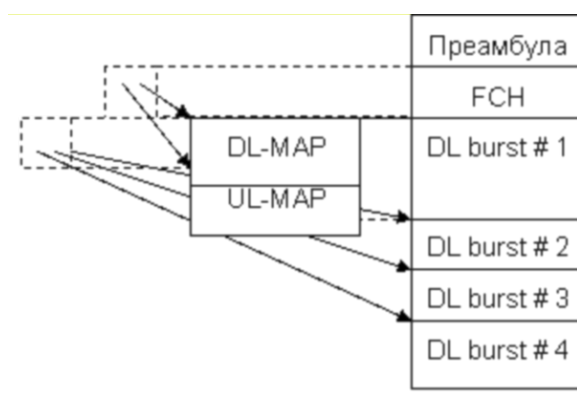 Преамбула
FCH
DL-MAP
UL-MAP
DL burst # 1
DL burst # 2
DL burst # 3
DL burst # 4